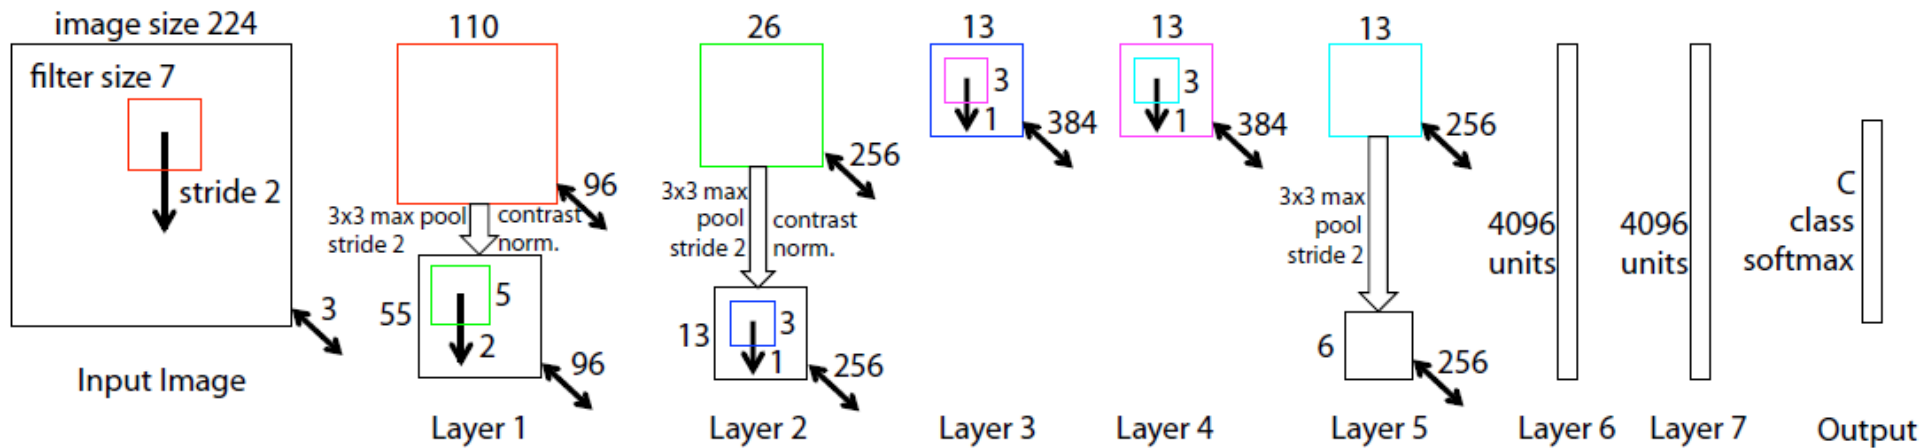 image size 224
filter size 7
stride 2
3
Input Image
110
96
3x3 max pool
stride 2
contrast
norm.
55
5
2
96
Layer 1
26
256
3x3 max
pool
stride 2
contrast
norm.
13
3
1
256
Layer 2
13
3
1
384
Layer 3
13
3
1
384
Layer 4
13
256
3x3 max
pool
stride 2
6
256
Layer 5
4096
units
Layer 6
4096
units
Layer 7
C
class
softmax
Output